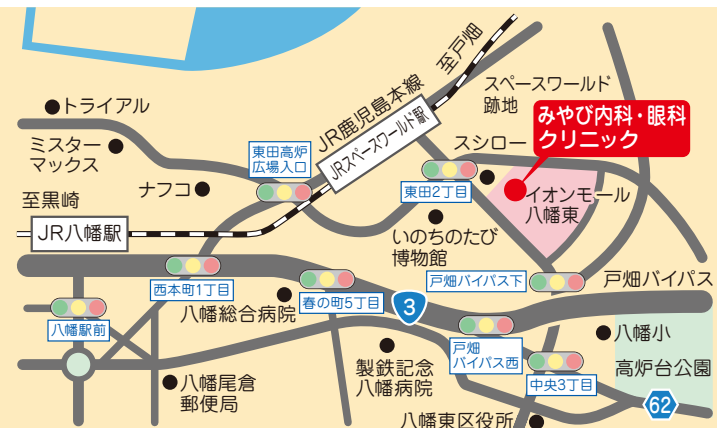 至戸畑
スペースワールド
跡地
みやび内科・眼科
クリニック
トライアル
JR鹿児島本線
ミスター
マックス
東田高炉
広場入口
JRスペースワールド駅
スシロー
ナフコ
東田2丁目
イオンモール
八幡東
至黒崎
JR八幡駅
いのちのたび
博物館
西本町1丁目
春の町5丁目
戸畑バイパス下
戸畑バイパス
八幡総合病院
3
八幡駅前
戸畑
バイパス西
八幡小
製鉄記念
八幡病院
中央3丁目
高炉台公園
八幡尾倉
郵便局
62
八幡東区役所